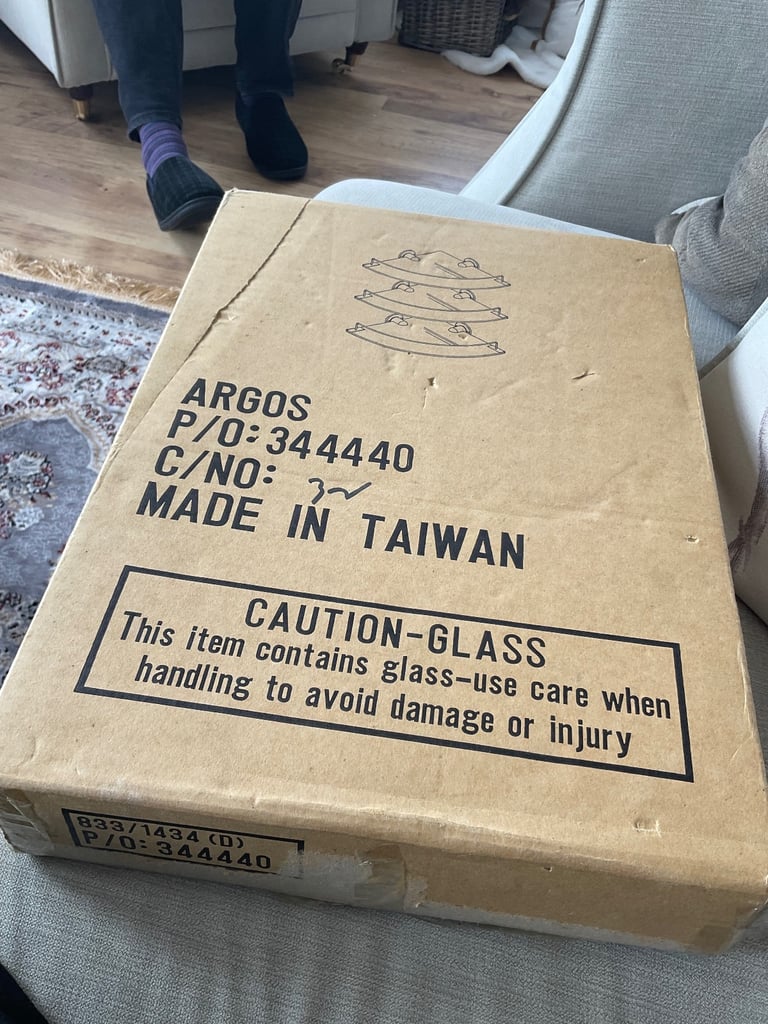 ARGOS
P/O: 344440
C/NO: 32
MADE IN TAIWAN
CAUTION-GLASS
This item contains glass-use care when
handling to avoid damage or injury
833/1434 (D)
P/O: 344440